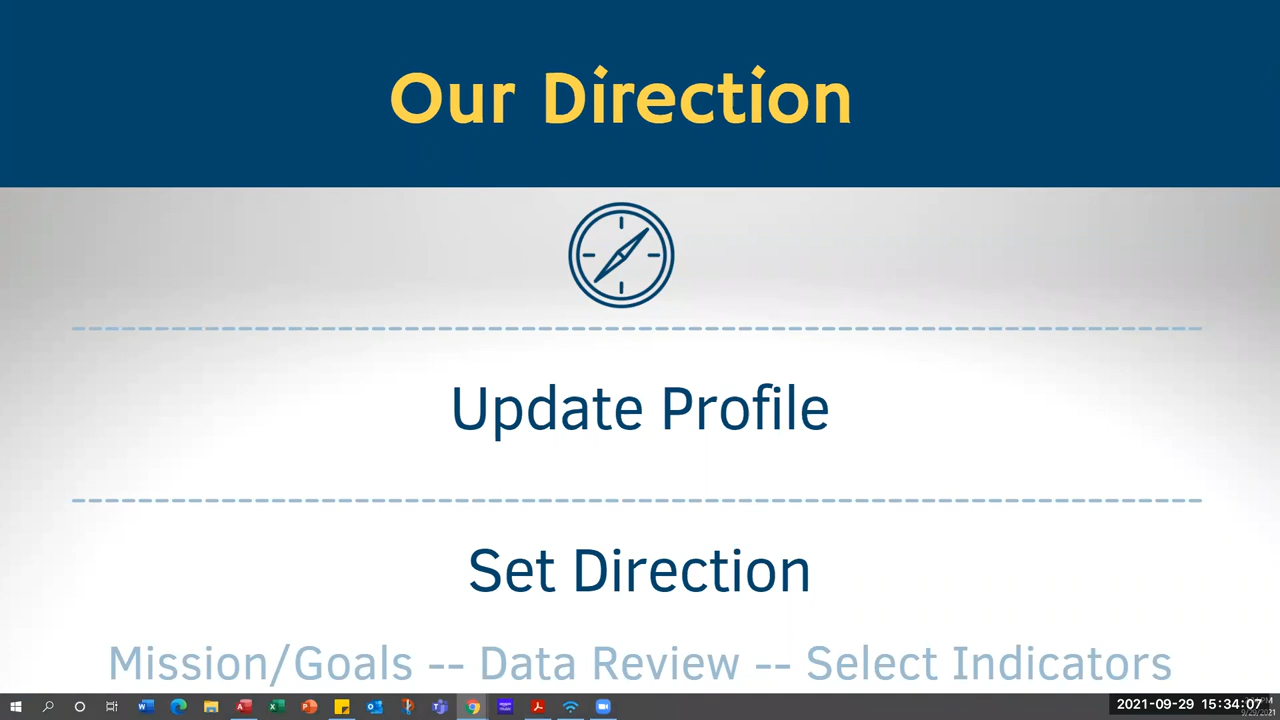 Our Direction
Update Profile
Set Direction
Mission/Goals -- Data Review -- Select Indicators
2021-09-29 15:34:07